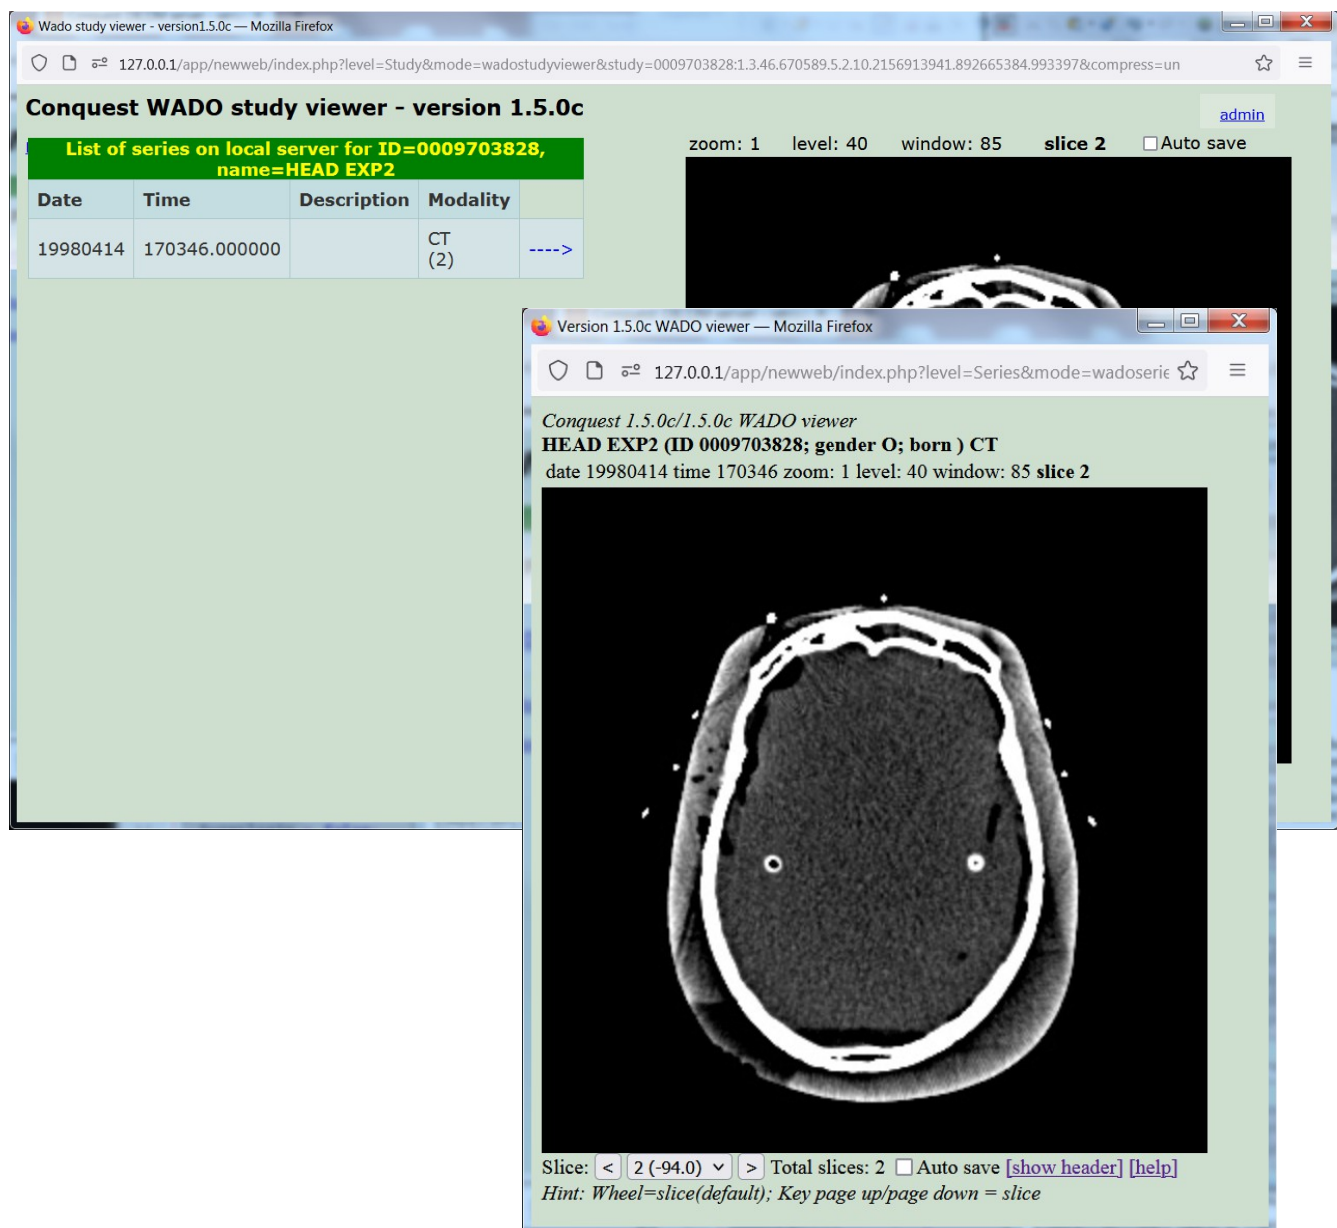 Wado study viewer - version1.5.0c — Mozilla Firefox
127.0.0.1/app/newweb/index.php?level=Study&mode=wadostudyviewer&study=0009703828:1.3.46.670589.5.2.10.2156913941.892665384.993397&compress=un
Conquest WADO study viewer - version 1.5.0c
admin
List of series on local server for ID=0009703828,
name=HEAD EXP2
zoom: 1 level: 40 window: 85 slice 2 Auto save
Date Time Description Modality
19980414 170346.000000 CT
(2) ---->
Version 1.5.0c WADO viewer — Mozilla Firefox
127.0.0.1/app/newweb/index.php?level=Series&mode=wadoserie
Conquest 1.5.0c/1.5.0c WADO viewer
HEAD EXP2 (ID 0009703828; gender O; born ) CT
date 19980414 time 170346 zoom: 1 level: 40 window: 85 slice 2
Slice: < 2 (-94.0) > Total slices: 2 Auto save [show header] [help]
Hint: Wheel=slice(default); Key page up/page down = slice